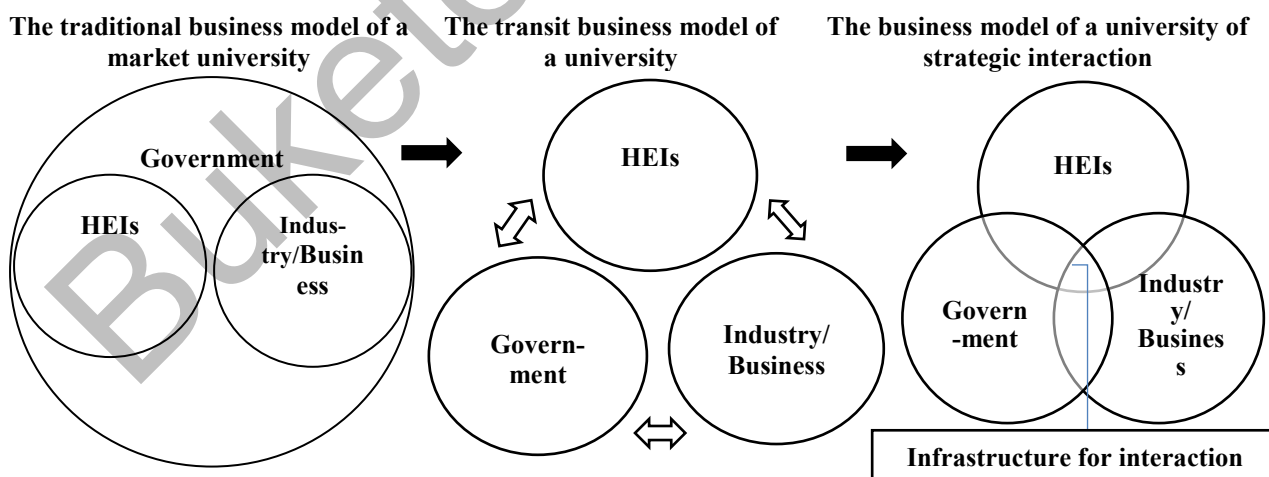 The traditional business model of a
market university
The transit business model of
a university
The business model of a university of
strategic interaction
Government
HEIs
Indus-
try/Busin
ess
HEIs
Govern-
ment
Industry/
Business
HEIs
Govern
-ment
Industr
y/
Busines
s
Infrastructure for interaction